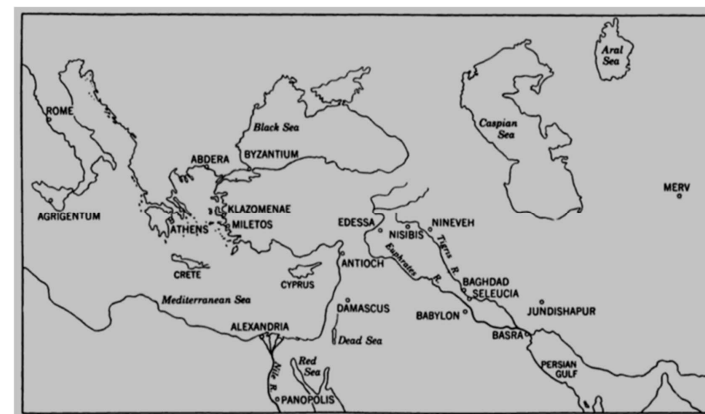 Aral
Sea
ROME
Black Sea
Caspian
Sea
BYZANTIUM
ABDERA
MERV
AGRIGENTUM
KLAZOMENAE
ATHENS
MILETOS
EDESSA
NISIBIS
NINEVEH
Tigris R.
Euphrates R.
CRETE
CYPRUS
ANTIOCH
Mediterranean Sea
BAGHDAD
SELEUCIA
DAMASCUS
BABYLON
JUNDISHAPUR
ALEXANDRIA
Dead Sea
BASRA
Red
Sea
Nile R.
PERSIAN
GULF
PANOPOLIS